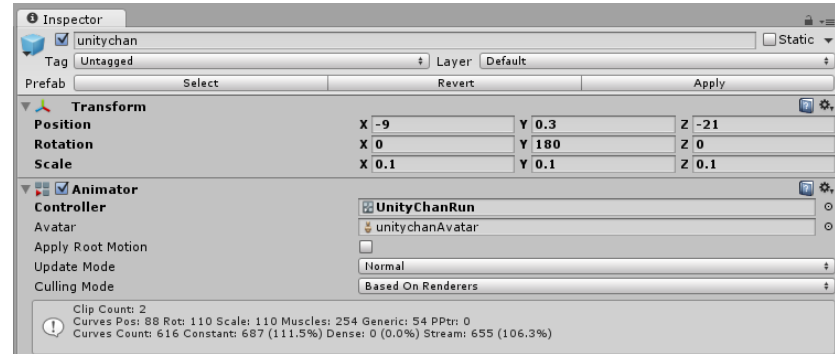 Inspector
unitychan Static
Tag Untagged Layer Default
Prefab Select Revert Apply
Transform
Position X -9 Y 0.3 Z -21
Rotation X 0 Y 180 Z 0
Scale X 0.1 Y 0.1 Z 0.1
Animator
Controller UnityChanRun
Avatar unitychanAvatar
Apply Root Motion
Update Mode Normal
Culling Mode Based On Renderers
Clip Count: 2
Curves Pos: 88 Rot: 110 Scale: 110 Muscles: 254 Generic: 54 PPtr: 0
Curves Count: 616 Constant: 687 (111.5%) Dense: 0 (0.0%) Stream: 655 (106.3%)